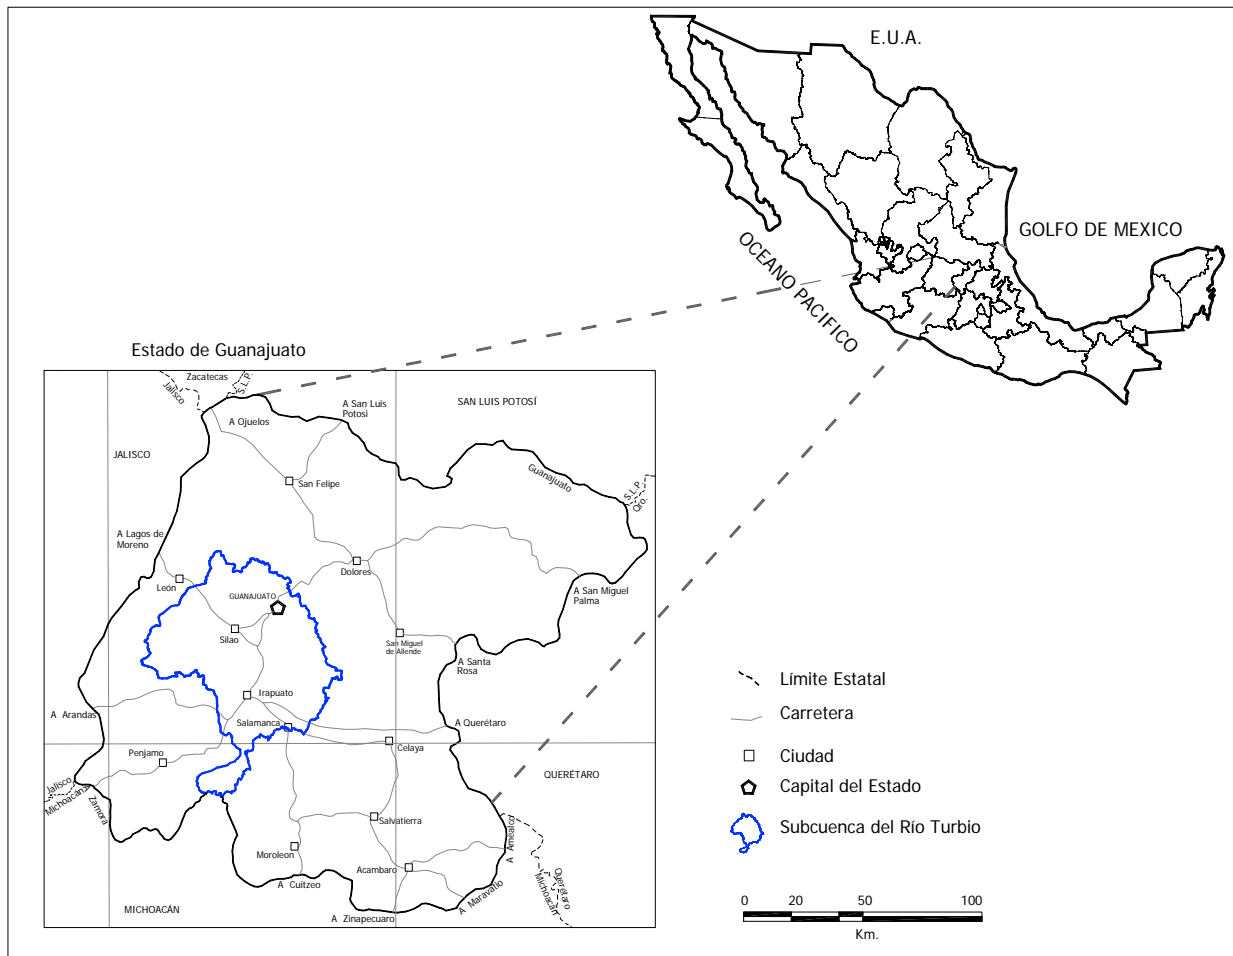 E.U.A.
GOLFO DE MEXICO
OCEANO PACIFICO
Estado de Guanajuato
Zacatecas
Jalisco
S.L.P.
A San Luis
Potosi
SAN LUIS POTOSÍ
A Ojuelos
JALISCO
Guanajuato
San Felipe
S.L.P.
Qro.
A Lagos de
Moreno
León
Dolores
GUANAJUATO
A San Miguel
Palma
Silao
San Miguel
de Allende
A Santa
Rosa
Irapuato
A Arandas
Salamanca
A Querétaro
Celaya
Penjamo
QUERÉTARO
Jalisco
Michoacán
Zamora
Salvatierra
Moroleon
A Amealco
Acambaro
A Cuitzeo
Querétaro
Michoacán
A Maravatío
MICHOACÁN
A Zinapecuaro
Límite Estatal
Carretera
Ciudad
Capital del Estado
Subcuenca del Río Turbio
0 20 50 100
Km.